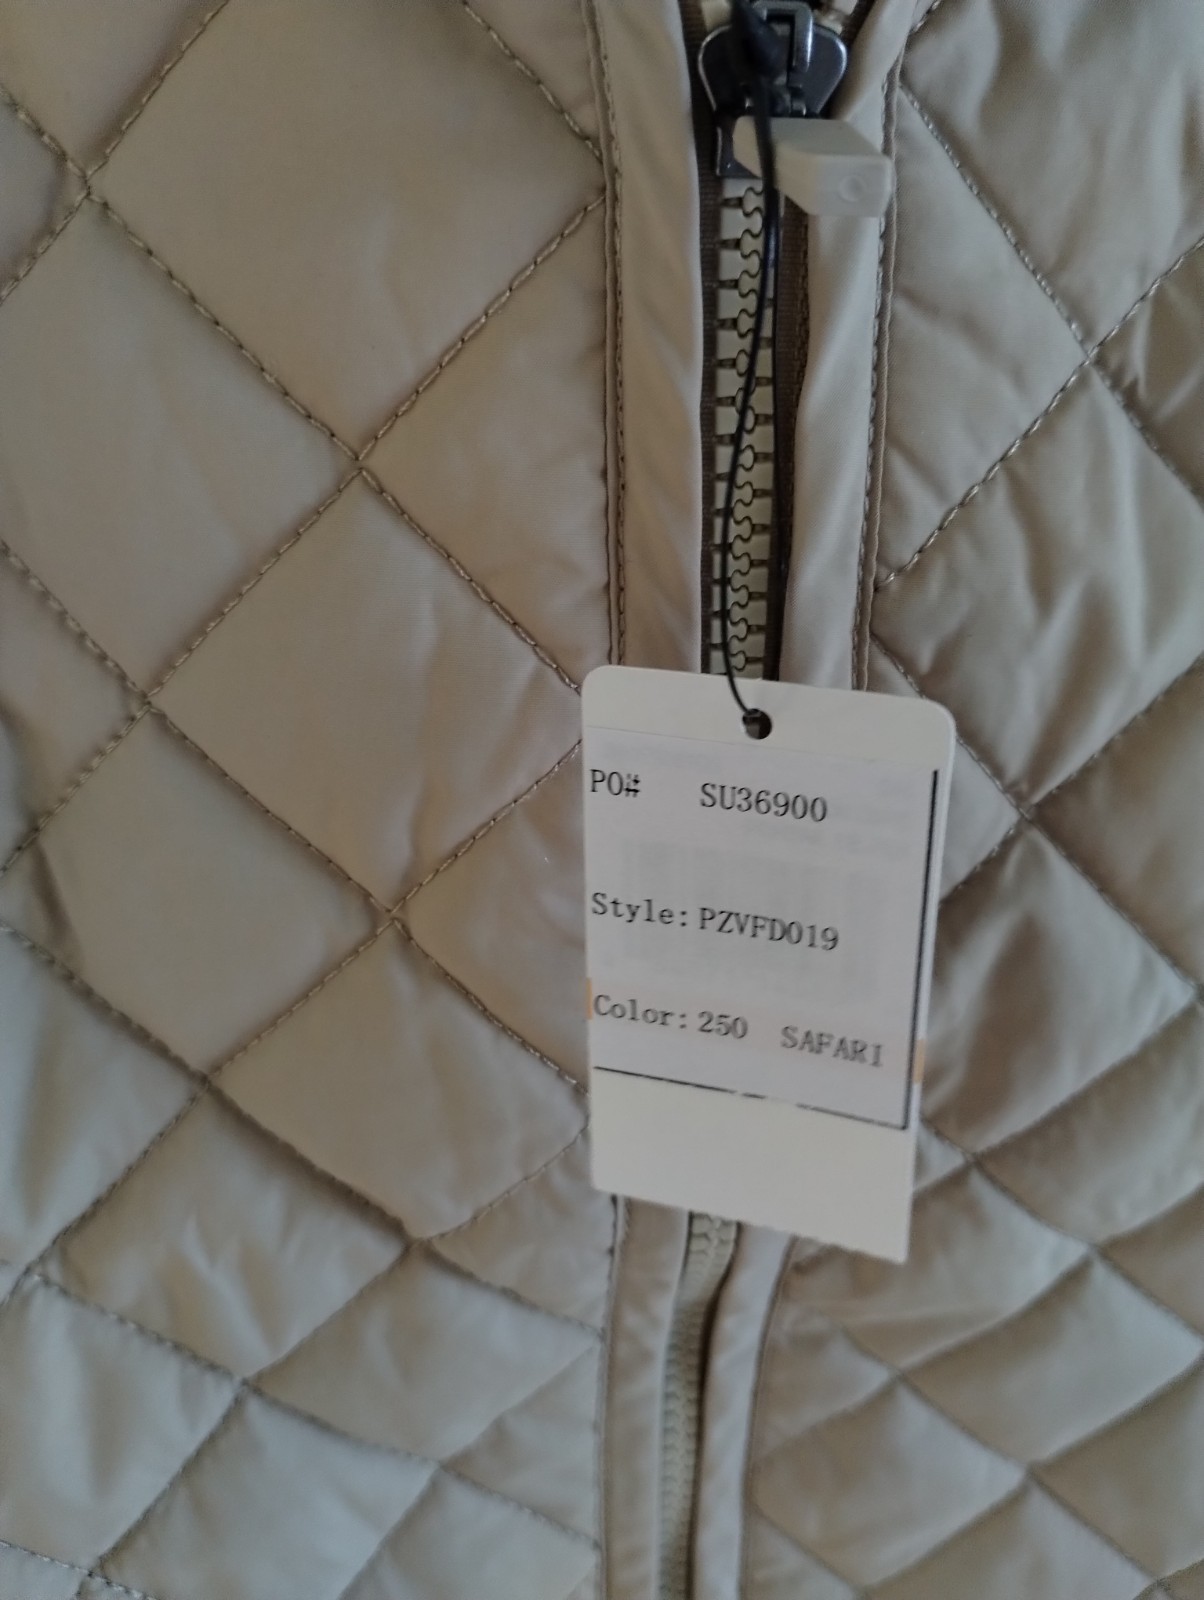 PO# SU36900
Style: PZVFD019
Color: 250 SAFARI